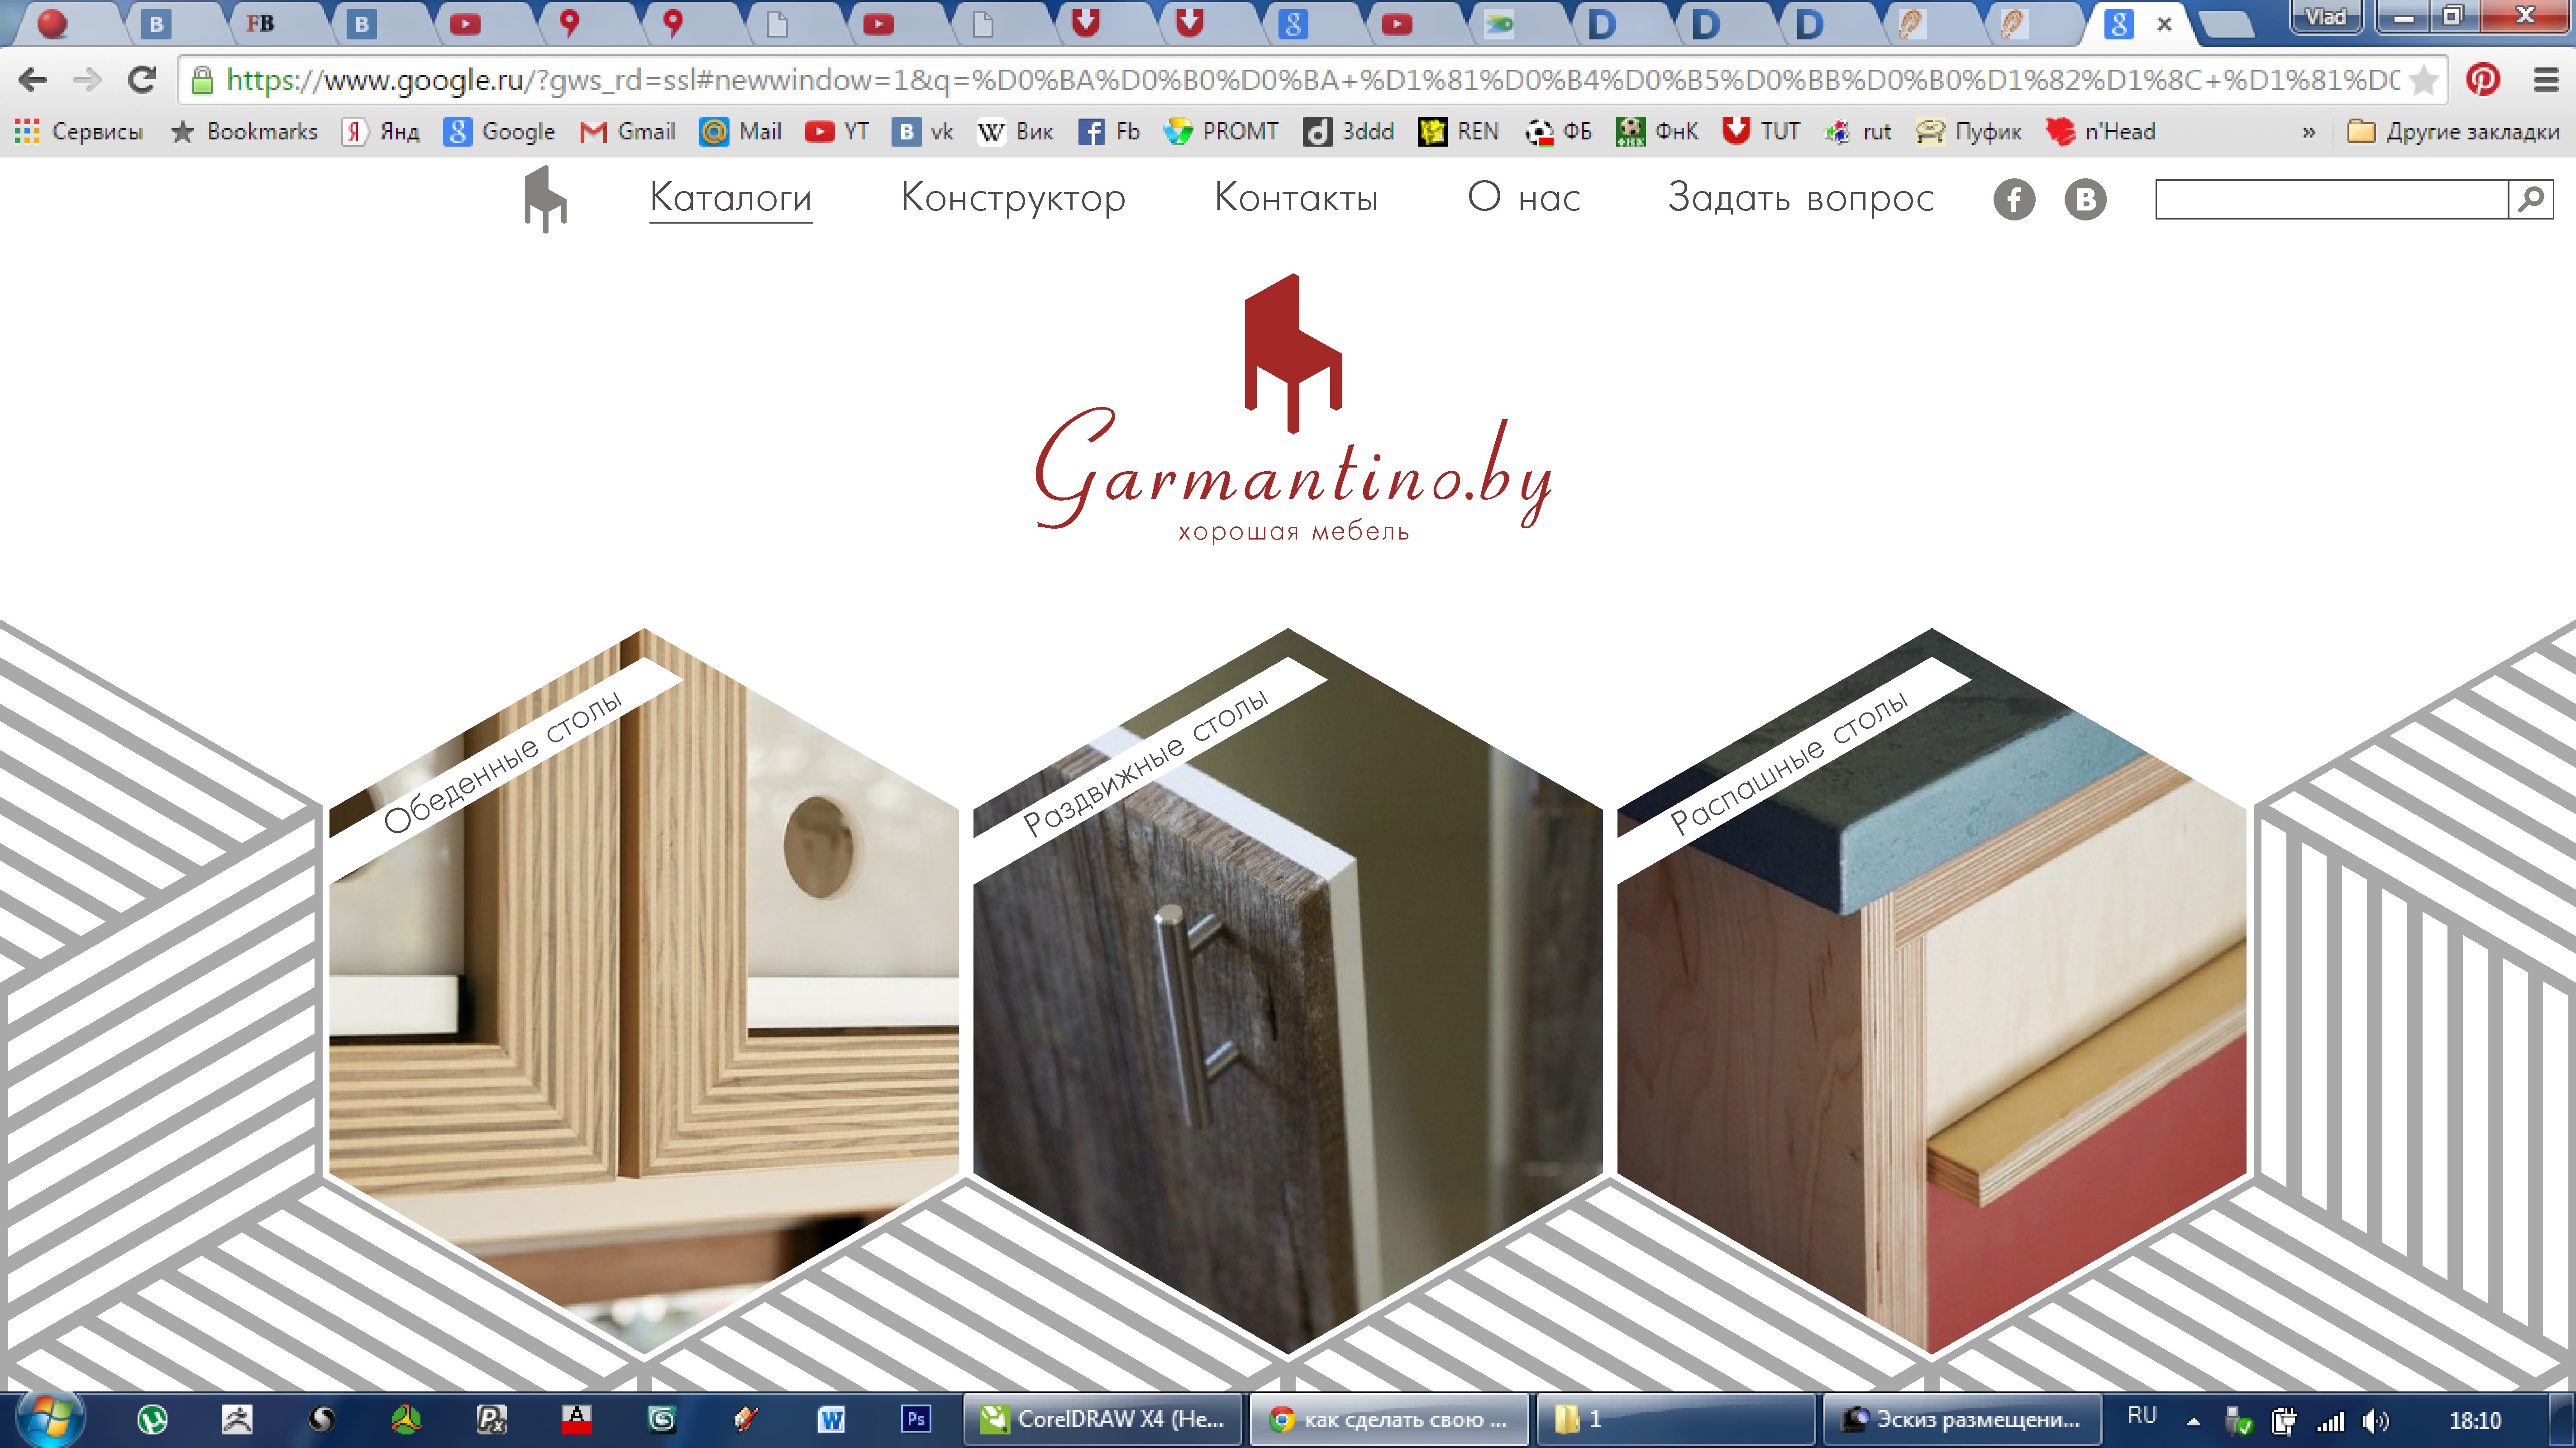 FB
Vlad
https://www.google.ru/?gws_rd=ssl#newwindow=1&q=%D0%BA%D0%B0%D0%BA+%D1%81%D0%B4%D0%B5%D0%BB%D0%B0%D1%82%D1%8C+%D1%81%D0
Сервисы Bookmarks Янд Google Gmail Mail YT vk Вик Fb PROMT 3ddd REN ФБ ФнК TUT rut Пуфик n'Head » Другие закладки
Каталоги Конструктор Контакты О нас Задать вопрос
Garmantino.by
хорошая мебель
Обеденные столы
Раздвижные столы
Распашные столы
CorelDRAW X4 (Не... как сделать свою ... 1 Эскиз размещени... RU 18:10